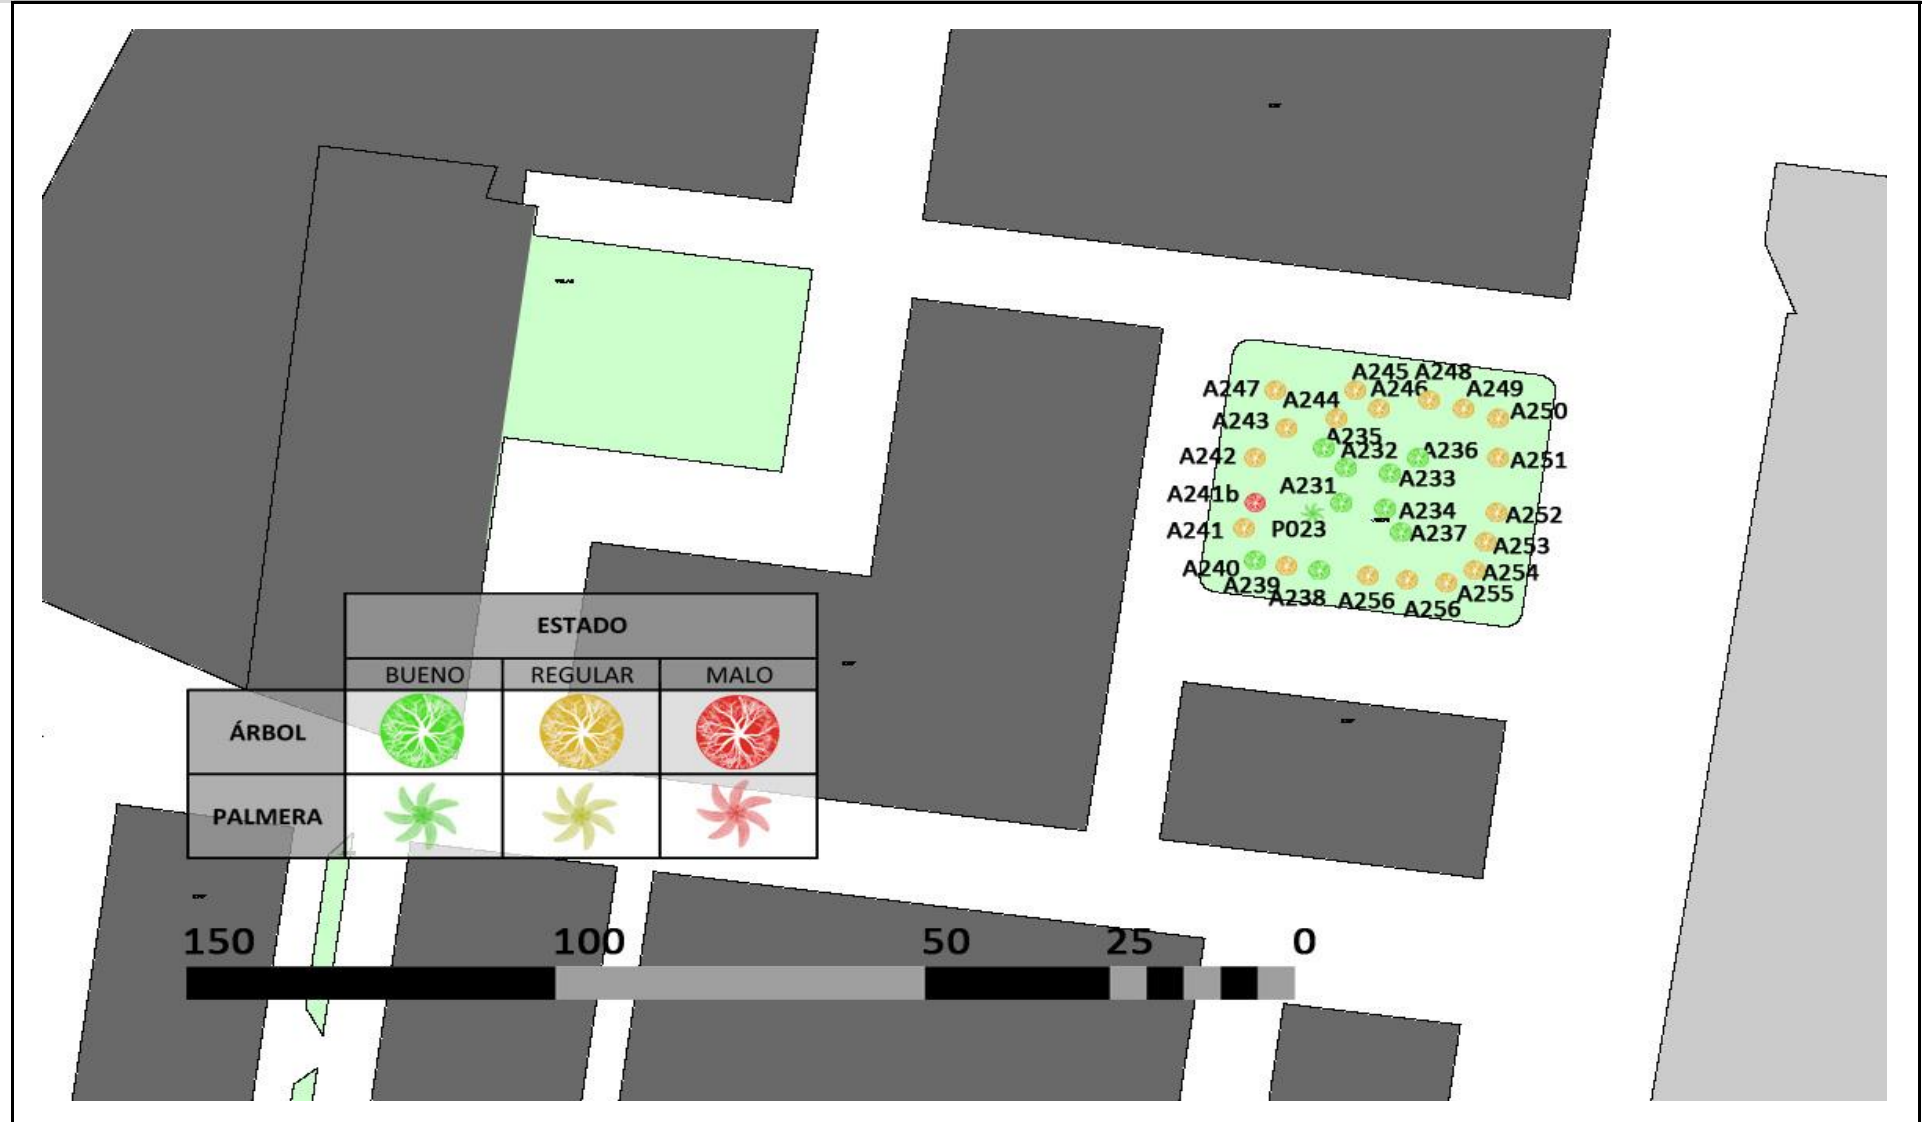 A245 A248
A247 A244 A246 A249
A250
A243
A235
A242 A232 A236 A251
A241b A231 A233
A234 A252
A241 P023 A237
A253
A240 A254
A239 A238 A256 A256 A255
ESTADO
BUENO REGULAR MALO
ÁRBOL
PALMERA
150 100 50 25 0